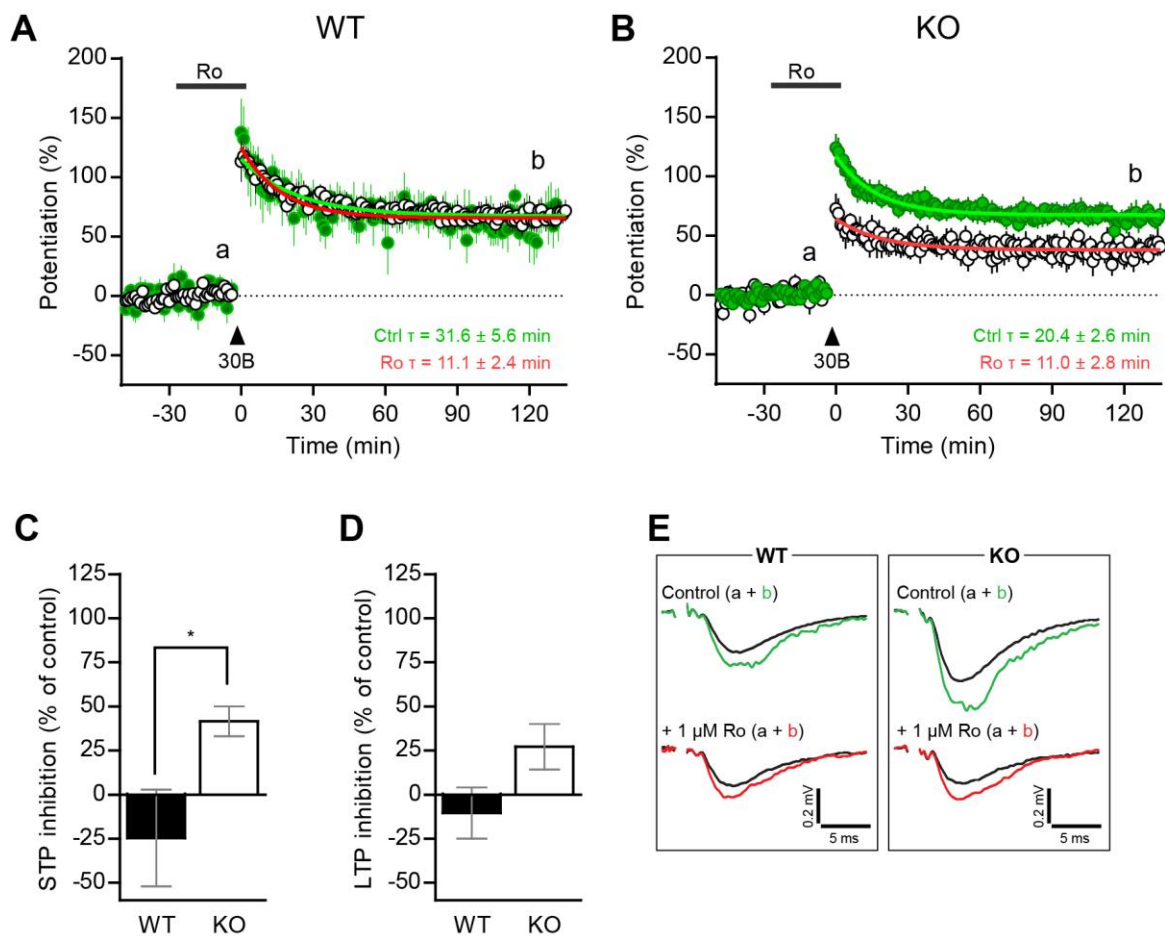 A
WT
Potentiation (%)
200
150
100
50
0
-50
Ro
a
b
30B
Ctrl τ = 31.6 ± 5.6 min
Ro τ = 11.1 ± 2.4 min
-30
0
30
60
90
120
Time (min)
B
KO
Potentiation (%)
200
150
100
50
0
-50
Ro
a
b
30B
Ctrl τ = 20.4 ± 2.6 min
Ro τ = 11.0 ± 2.8 min
-30
0
30
60
90
120
Time (min)
C
STP inhibition (% of control)
125
100
75
50
25
0
-25
-50
*
WT
KO
D
LTP inhibition (% of control)
125
100
75
50
25
0
-25
-50
WT
KO
E
WT
Control (a + b)
+ 1 µM Ro (a + b)
0.2 mV
5 ms
KO
Control (a + b)
+ 1 µM Ro (a + b)
0.2 mV
5 ms